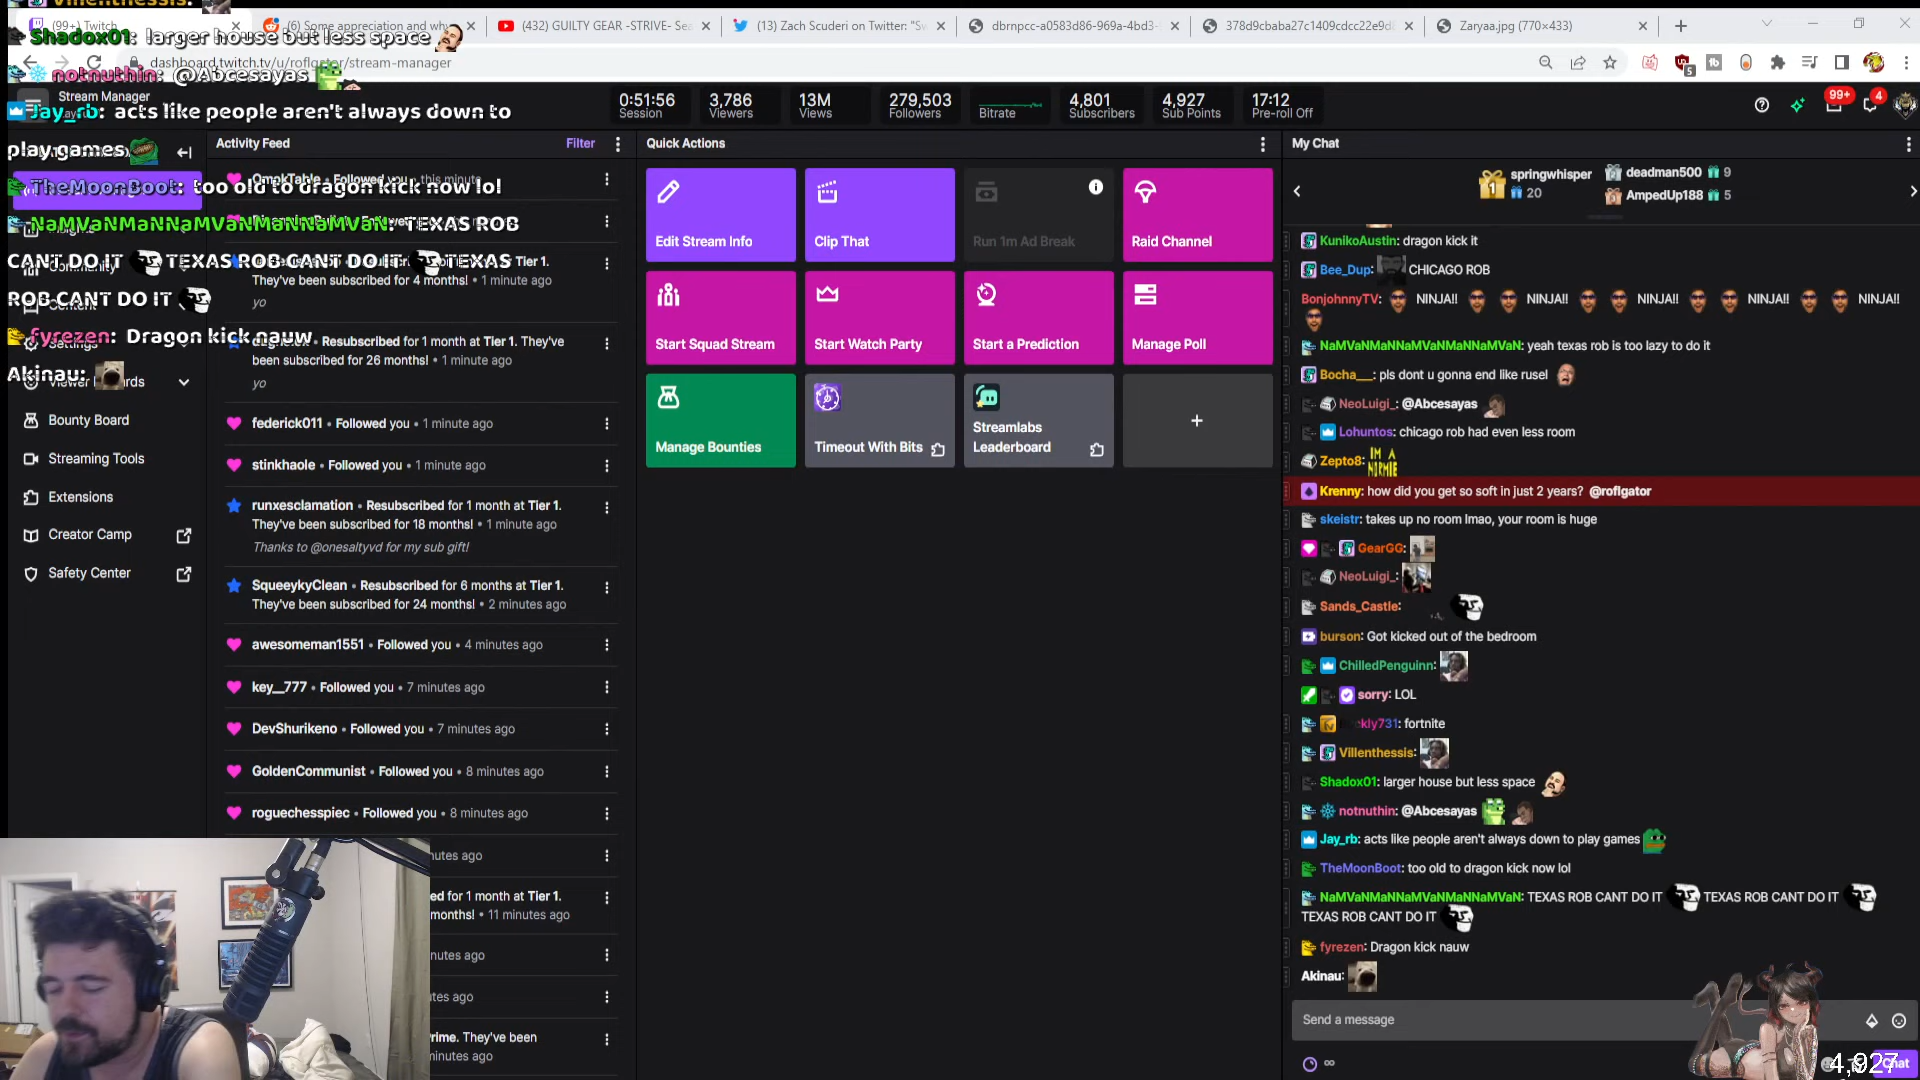 (99+) Twitch
(6) Some appreciation and why
(432) GUILTY GEAR -STRIVE- Sea
(13) Zach Scuderi on Twitter: "Sw
dbrnpcc-a0583d86-969a-4bd3-
378d9cbaba27c1409cdcc22e9d8
Zaryaa.jpg (770×433)
dashboard.twitch.tv/u/roflgator/stream-manager
5
Shadox01: larger house but less space
notnuthin: @Abcesayas
Jay_rb: acts like people aren't always down to
play games
TheMoonBoot: too old to dragon kick now lol
NaMVaNMaNNaMVaNMaNNaMVaN: TEXAS ROB
CANT DO IT TEXAS ROB CANT DO IT TEXAS
ROB CANT DO IT
fyrezen: Dragon kick nauw
Akinau:
Stream Manager
0:51:56
Session
3,786
Viewers
13M
Views
279,503
Followers
Bitrate
4,801
Subscribers
4,927
Sub Points
17:12
Pre-roll Off
99+
4
Bounty Board
Streaming Tools
Extensions
Creator Camp
Safety Center
Activity Feed
Filter
OmpkTable • Followed you • this minute
Tier 1.
They've been subscribed for 4 months! • 1 minute ago
yo
Resubscribed for 1 month at Tier 1. They've
been subscribed for 26 months! • 1 minute ago
yo
federick011 • Followed you • 1 minute ago
stinkhaole • Followed you • 1 minute ago
runxesclamation • Resubscribed for 1 month at Tier 1.
They've been subscribed for 18 months! • 1 minute ago
Thanks to @onesaltyvd for my sub gift!
SqueeykyClean • Resubscribed for 6 months at Tier 1.
They've been subscribed for 24 months! • 2 minutes ago
awesomeman1551 • Followed you • 4 minutes ago
key__777 • Followed you • 7 minutes ago
DevShurikeno • Followed you • 7 minutes ago
GoldenCommunist • Followed you • 8 minutes ago
roguechesspiec • Followed you • 8 minutes ago
nutes ago
ed for 1 month at Tier 1.
months! • 11 minutes ago
nutes ago
tes ago
rime. They've been
minutes ago
Quick Actions
Edit Stream Info
Clip That
Run 1m Ad Break
Raid Channel
Start Squad Stream
Start Watch Party
Start a Prediction
Manage Poll
Manage Bounties
Timeout With Bits
Streamlabs
Leaderboard
My Chat
1
springwhisper
20
deadman500 9
AmpedUp188 5
KunikoAustin: dragon kick it
Bee_Dup: CHICAGO ROB
BonjohnnyTV: NINJA!! NINJA!! NINJA!! NINJA!! NINJA!!
NaMVaNMaNNaMVaNMaNNaMVaN: yeah texas rob is too lazy to do it
Bocha___: pls dont u gonna end like rusel
NeoLuigi_: @Abcesayas
Lohuntos: chicago rob had even less room
Zepto8: IM A NIRMIE
Krenny: how did you get so soft in just 2 years? @roflgator
skeistr: takes up no room lmao, your room is huge
GearGG:
NeoLuigi_:
Sands_Castle:
burson: Got kicked out of the bedroom
ChilledPenguinn:
sorry: LOL
kly731: fortnite
Villenthessis:
Shadox01: larger house but less space
notnuthin: @Abcesayas
Jay_rb: acts like people aren't always down to play games
TheMoonBoot: too old to dragon kick now lol
NaMVaNMaNNaMVaNMaNNaMVaN: TEXAS ROB CANT DO IT TEXAS ROB CANT DO IT
TEXAS ROB CANT DO IT
fyrezen: Dragon kick nauw
Akinau:
Send a message
4,927
Chat